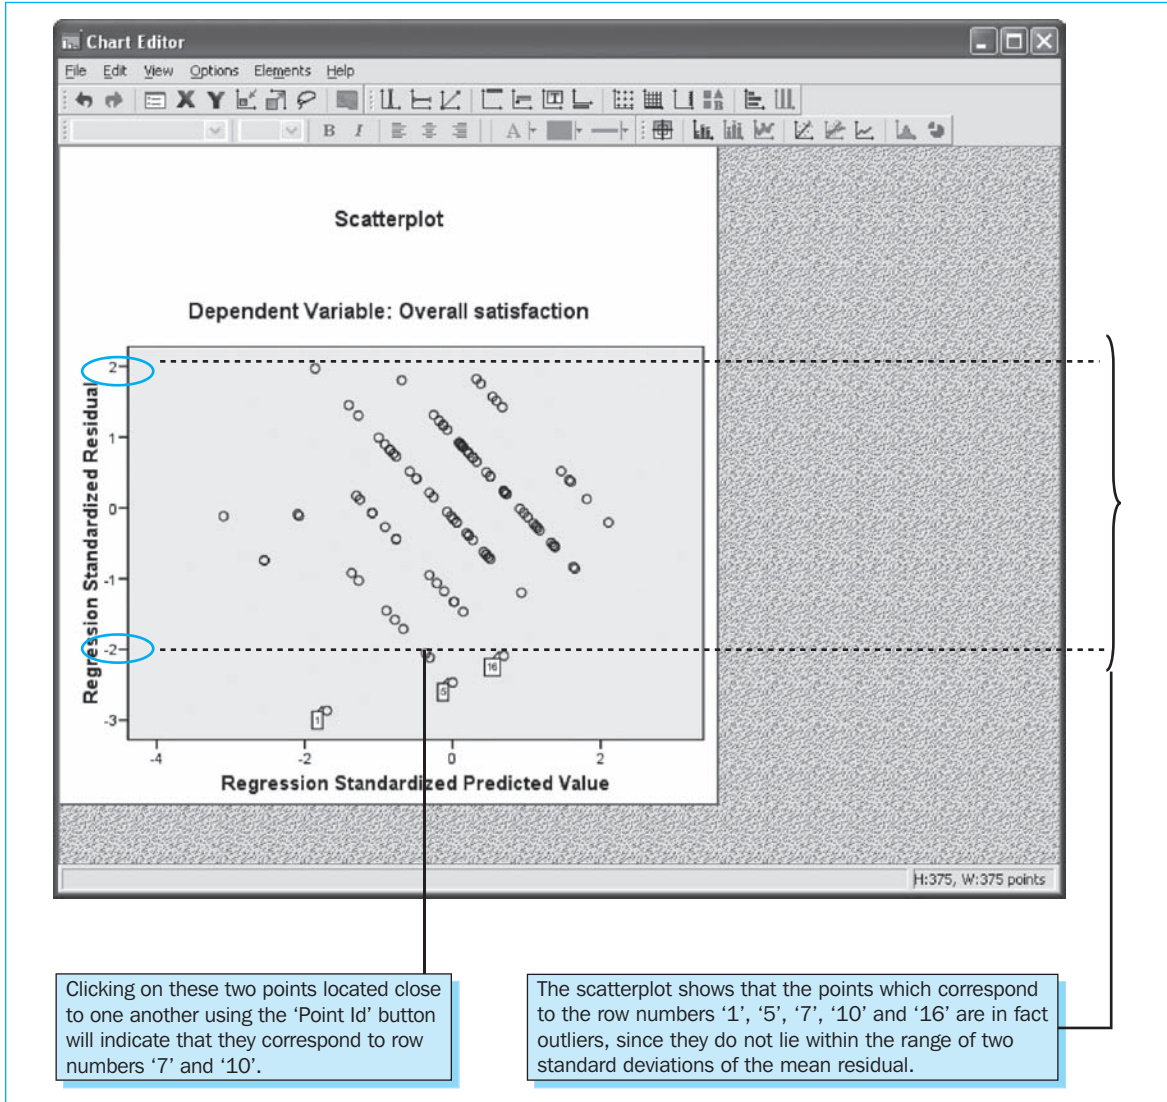 Chart Editor
File Edit View Options Elements Help
X Y
B I A
Scatterplot
Dependent Variable: Overall satisfaction
Regression Standardized Residual
2
1
0
-1
-2
-3
16
5
1
-4 -2 0 2
Regression Standardized Predicted Value
H:375, W:375 points
Clicking on these two points located close
to one another using the ‘Point Id’ button
will indicate that they correspond to row
numbers ‘7’ and ‘10’.
The scatterplot shows that the points which correspond
to the row numbers ‘1’, ‘5’, ‘7’, ‘10’ and ‘16’ are in fact
outliers, since they do not lie within the range of two
standard deviations of the mean residual.